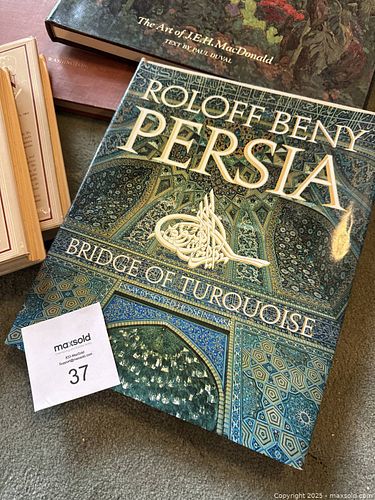 The Art of J.E.H. MacDonald
TEXT BY PAUL DUVAL
ROLOFF BENY
PERSIA
BRIDGE OF TURQUOISE
maxsold
37
Copyright 2025 - maxsold.com